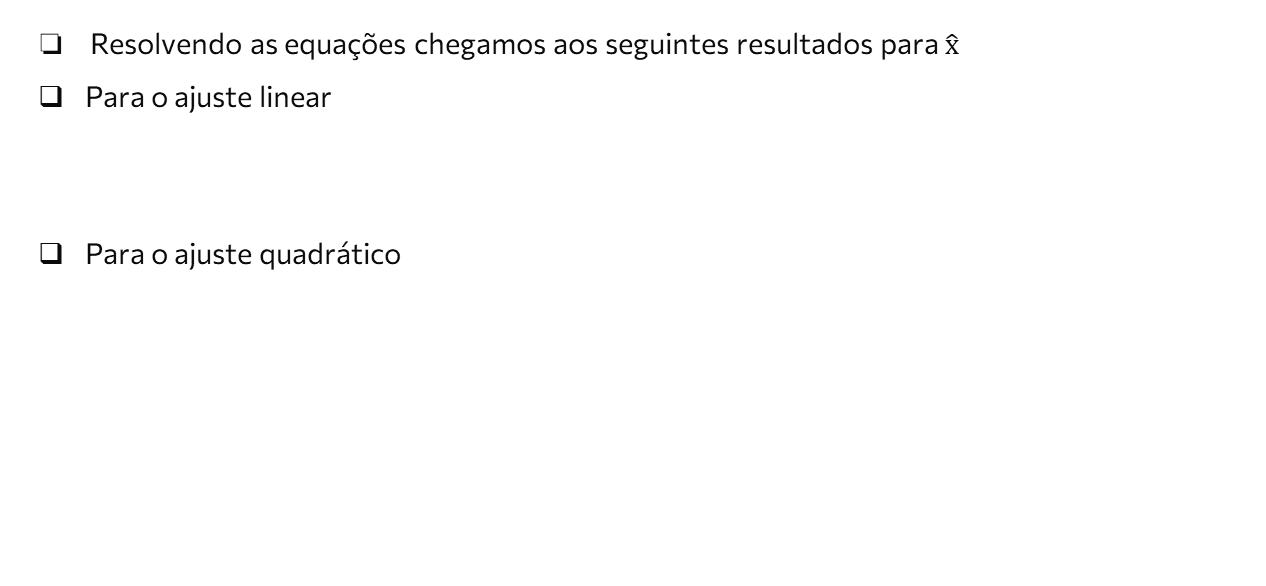 ❑ Resolvendo as equações chegamos aos seguintes resultados para x̂
❑ Para o ajuste linear
❑ Para o ajuste quadrático